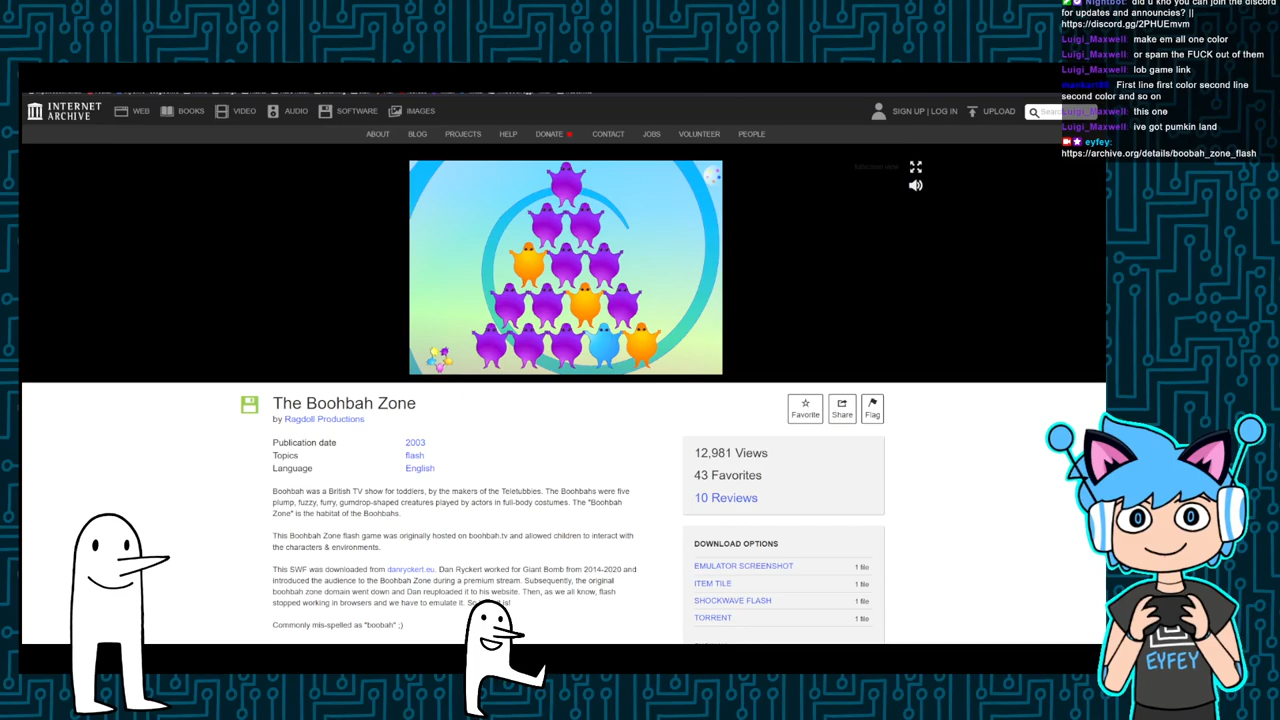 Nightbot: did u kno you can join the discord
for updates and announcies? ||
https://discord.gg/2PHUEmvm
Luigi_Maxwell: make em all one color
Luigi_Maxwell: or spam the FUCK out of them
Luigi_Maxwell: lob game link
First line first color second line
second color and so on
Luigi_Maxwell: this one
Luigi_Maxwell: ive got pumkin land
eyfey:
https://archive.org/details/boobah_zone_flash
INTERNET
ARCHIVE
WEB BOOKS VIDEO AUDIO SOFTWARE IMAGES
SIGN UP | LOG IN UPLOAD
ABOUT BLOG PROJECTS HELP DONATE CONTACT JOBS VOLUNTEER PEOPLE
The Boohbah Zone
by Ragdoll Productions
Favorite Share Flag
Publication date 2003
Topics flash
Language English
12,981 Views
43 Favorites
10 Reviews
Boohbah was a British TV show for toddlers, by the makers of the Teletubbies. The Boohbahs were five
plump, fuzzy, furry, gumdrop-shaped creatures played by actors in full-body costumes. The "Boohbah
Zone" is the habitat of the Boohbahs.
This Boohbah Zone flash game was originally hosted on boohbah.tv and allowed children to interact with
the characters & environments.
This SWF was downloaded from danryckert.eu. Dan Ryckert worked for Giant Bomb from 2014-2020 and
introduced the audience to the Boohbah Zone during a premium stream. Subsequently, the original
boohbah zone domain went down and Dan reuploaded it to his website. Then, as we all know, flash
stopped working in browsers and we have to emulate it.
Commonly mis-spelled as "boobah" ;)
DOWNLOAD OPTIONS
EMULATOR SCREENSHOT 1 file
ITEM TILE 1 file
SHOCKWAVE FLASH 1 file
TORRENT 1 file
EYFEY